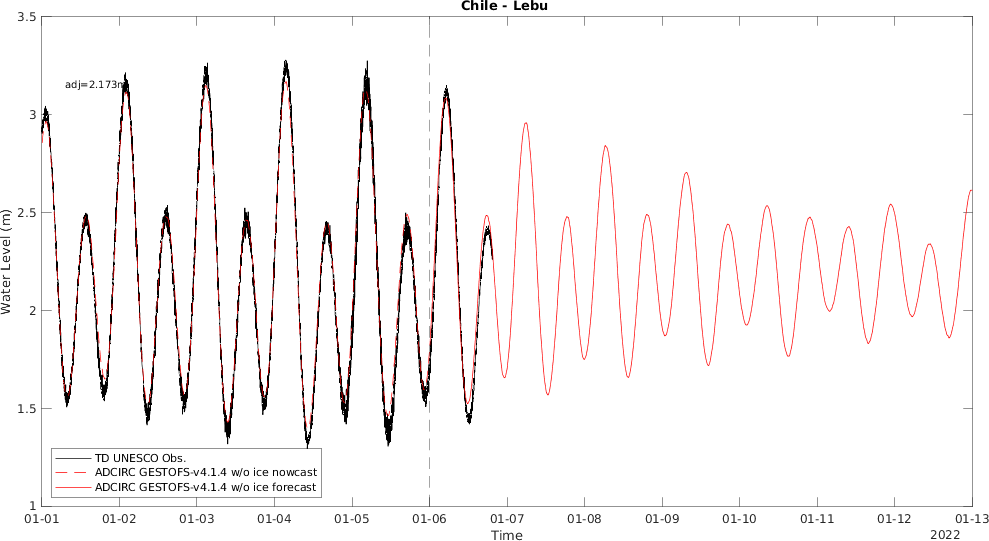 Chile - Lebu
3.5
adj=2.173m
3
2.5
Water Level (m)
2
1.5
TD UNESCO Obs.
ADCIRC GESTOFS-v4.1.4 w/o ice nowcast
ADCIRC GESTOFS-v4.1.4 w/o ice forecast
1
01-01 01-02 01-03 01-04 01-05 01-06 01-07 01-08 01-09 01-10 01-11 01-12 01-13
Time
2022